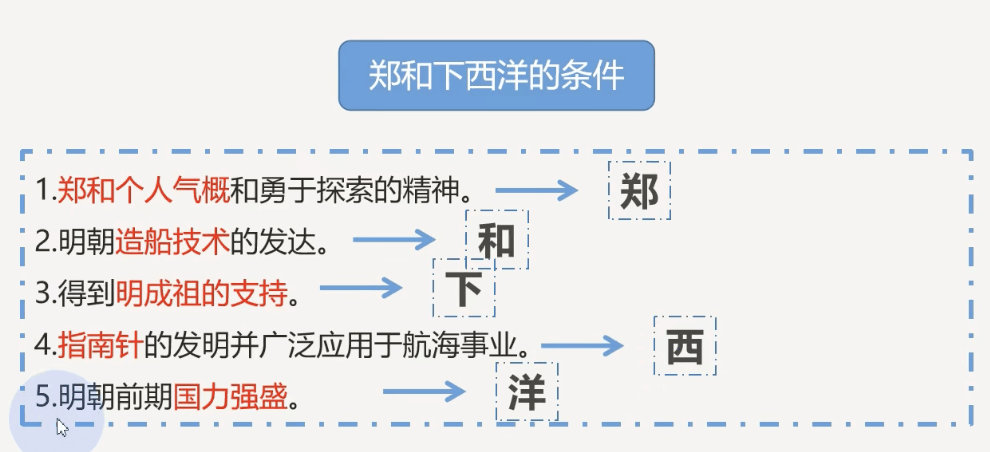 郑和下西洋的条件
1.郑和个人气概和勇于探索的精神。 郑
2.明朝造船技术的发达。 和
3.得到明成祖的支持。 下
4.指南针的发明并广泛应用于航海事业。 西
5.明朝前期国力强盛。 洋